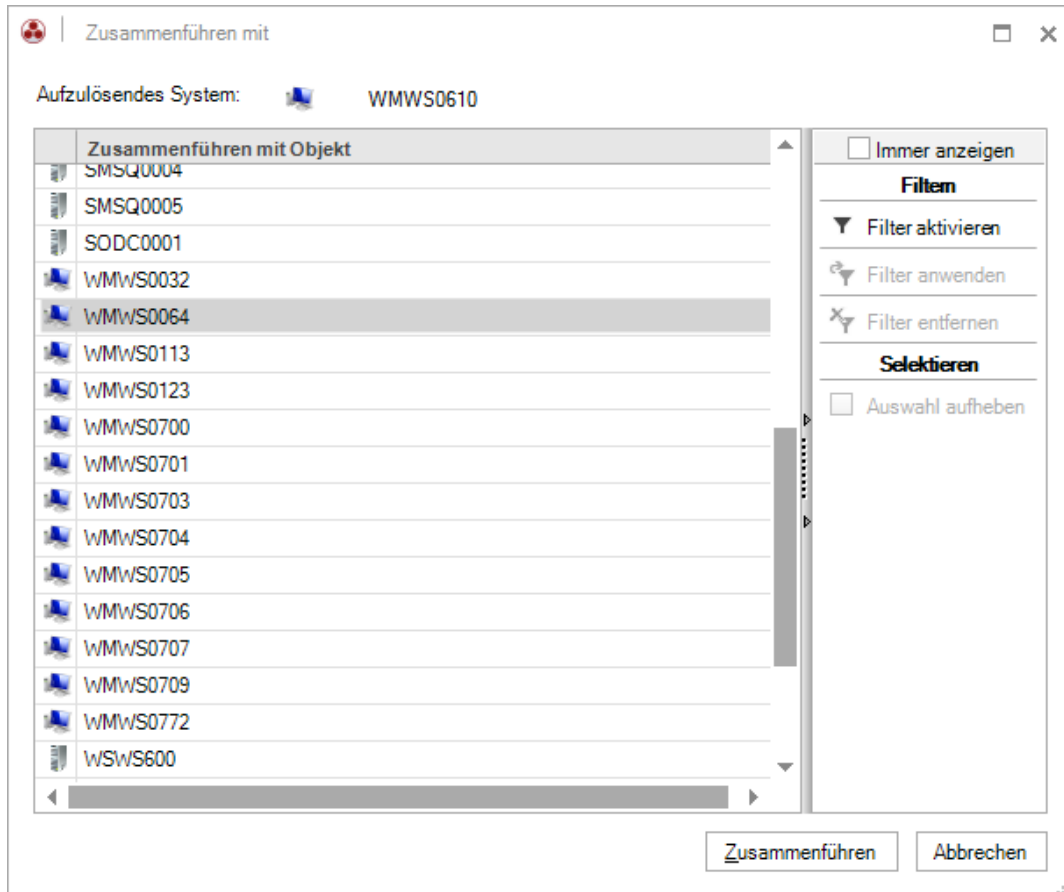 Zusammenführen mit
Aufzulösendes System: WMWS0610
Zusammenführen mit Objekt
Immer anzeigen
SMSQ0004
Filtern
SMSQ0005
Filter aktivieren
SODC0001
WMWS0032
Filter anwenden
WMWS0064
Filter entfernen
WMWS0113
Selektieren
WMWS0123
Auswahl aufheben
WMWS0700
WMWS0701
WMWS0703
WMWS0704
WMWS0705
WMWS0706
WMWS0707
WMWS0709
WMWS0772
WSWS600
Zusammenführen Abbrechen